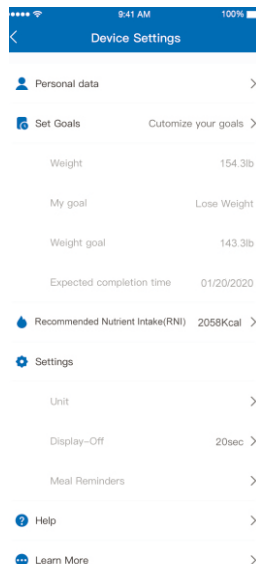 9:41 AM 100%
Device Settings
Personal data
Set Goals Cutomize your goals
Weight 154.3lb
My goal Lose Weight
Weight goal 143.3lb
Expected completion time 01/20/2020
Recommended Nutrient Intake(RNI) 2058Kcal
Settings
Unit
Display-Off 20sec
Meal Reminders
Help
Learn More